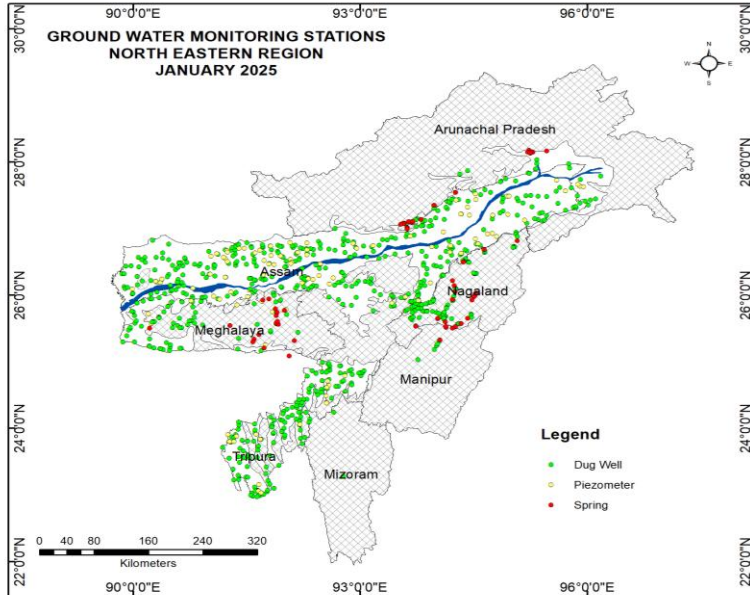 90°0'0"E 93°0'0"E 96°0'0"E
30°0'0"N 30°0'0"N
GROUND WATER MONITORING STATIONS
NORTH EASTERN REGION
JANUARY 2025
N
W E
S
Arunachal Pradesh
28°0'0"N 28°0'0"N
Assam
26°0'0"N 26°0'0"N
Nagaland
Meghalaya
Manipur
24°0'0"N 24°0'0"N
Legend
Tribura
Dug Well
Mizoram
Piezometer
Spring
0 40 80 160 240 320
Kilometers
22°0'0"N 22°0'0"N
90°0'0"E 93°0'0"E 96°0'0"E